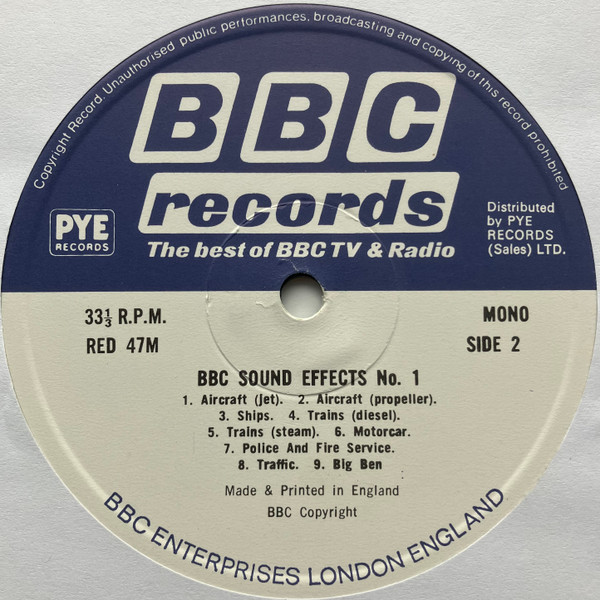 Copyright Record. Unauthorised public performances, broadcasting and copying of this record prohibited
BBC
records
The best of BBC TV & Radio
PYE
RECORDS
Distributed
by PYE
RECORDS
(Sales) LTD.
33⅓ R.P.M.
RED 47M
MONO
SIDE 2
BBC SOUND EFFECTS No. 1
1. Aircraft (jet). 2. Aircraft (propeller).
3. Ships. 4. Trains (diesel).
5. Trains (steam). 6. Motorcar.
7. Police And Fire Service.
8. Traffic. 9. Big Ben
Made & Printed in England
BBC Copyright
BBC ENTERPRISES LONDON ENGLAND